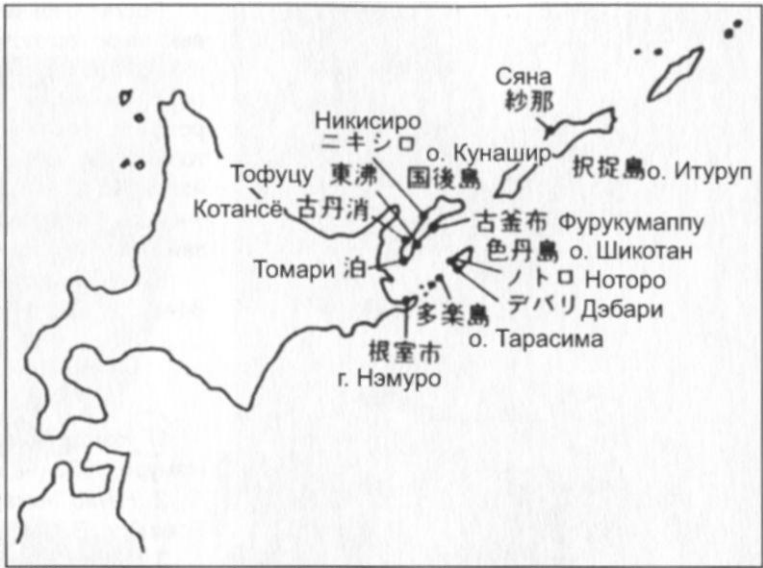 Сяна
紗那
Никисиро
ニキシロ
о. Кунашир
国後島
択捉島о. Итуруп
Тофуцу 東沸
Котансё 古丹消
古釜布 Фурукумаппу
色丹島 о. Шикотан
Томари 泊
ノトロ Ноторо
デバリ Дэбари
多楽島
о. Тарасима
根室市
г. Нэмуро